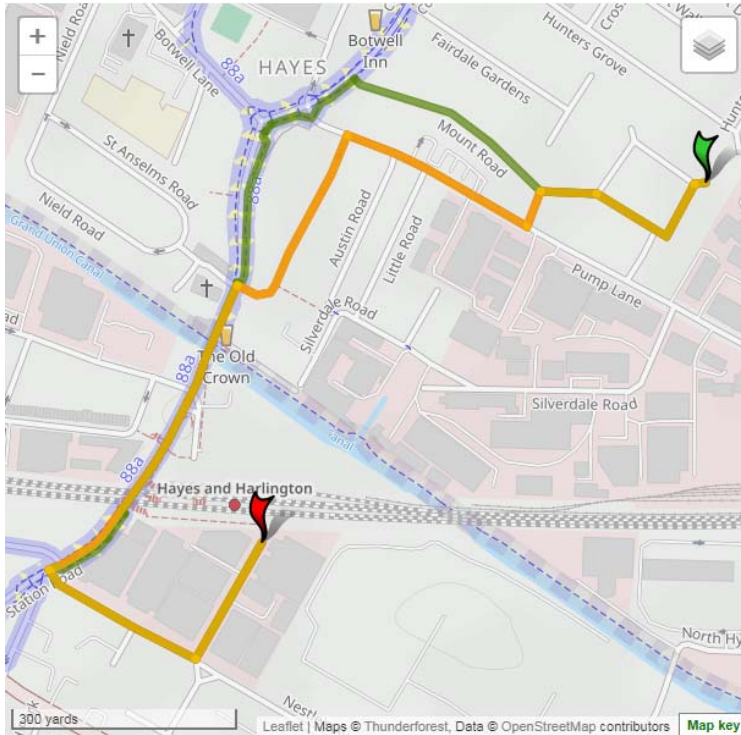 +
−
Nield Road
Botwell Lane
88a
HAYES
Botwell
Inn
Fairdale Gardens
Hunters Grove
Mount Road
St Anselms Road
88a
Nield Road
Grand Union Canal
Austin Road
Little Road
Pump Lane
Silverdale Road
The Old
Crown
88a
Silverdale Road
Canal
88a
Hayes and Harlington
Station Road
North Hy
Nestl
300 yards
Leaflet | Maps © Thunderforest, Data © OpenStreetMap contributors
Map key